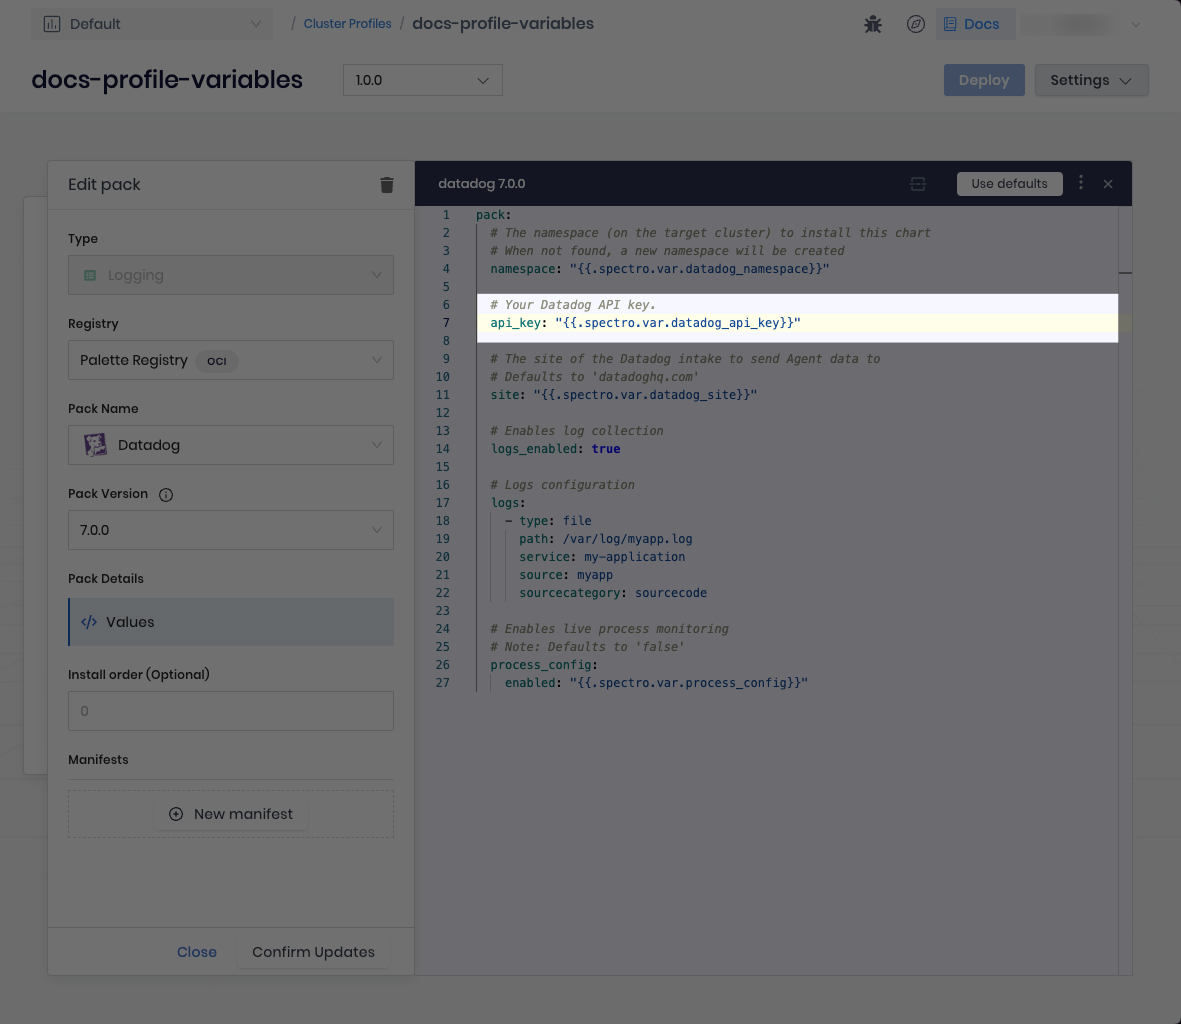 Default
/ Cluster Profiles / docs-profile-variables
Docs
docs-profile-variables
1.0.0
Deploy
Settings
Edit pack
Type
Logging
Registry
Palette Registry OCI
Pack Name
Datadog
Pack Version
7.0.0
Pack Details
</> Values
Install order (Optional)
0
Manifests
New manifest
Close
Confirm Updates
datadog 7.0.0
Use defaults
1 pack:
2 # The namespace (on the target cluster) to install this chart
3 # When not found, a new namespace will be created
4 namespace: "{{.spectro.var.datadog_namespace}}"
5
6 # Your Datadog API key.
7 api_key: "{{.spectro.var.datadog_api_key}}"
8
9 # The site of the Datadog intake to send Agent data to
10 # Defaults to 'datadoghq.com'
11 site: "{{.spectro.var.datadog_site}}"
12
13 # Enables log collection
14 logs_enabled: true
15
16 # Logs configuration
17 logs:
18 - type: file
19 path: /var/log/myapp.log
20 service: my-application
21 source: myapp
22 sourcecategory: sourcecode
23
24 # Enables live process monitoring
25 # Note: Defaults to 'false'
26 process_config:
27 enabled: "{{.spectro.var.process_config}}"